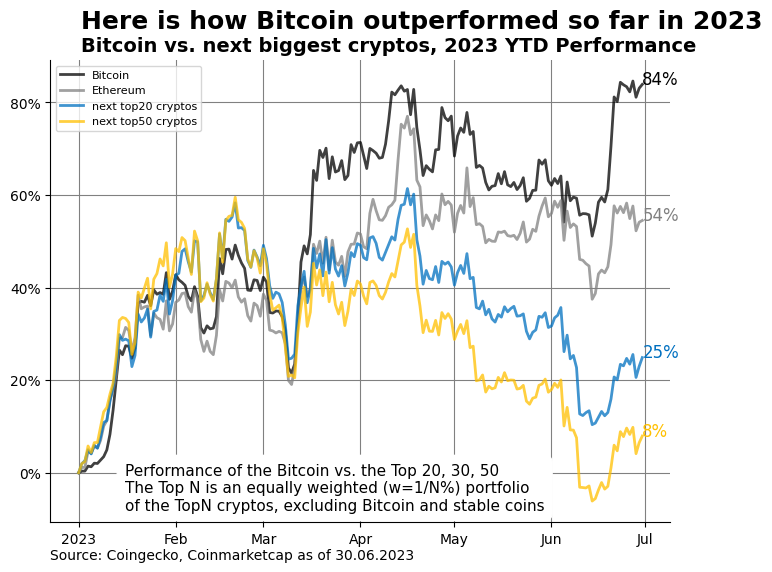 Here is how Bitcoin outperformed so far in 2023
Bitcoin vs. next biggest cryptos, 2023 YTD Performance
Bitcoin
Ethereum
next top20 cryptos
next top50 cryptos
84%
54%
25%
8%
80%
60%
40%
20%
0%
Performance of the Bitcoin vs. the Top 20, 30, 50
The Top N is an equally weighted (w=1/N%) portfolio
of the TopN cryptos, excluding Bitcoin and stable coins
2023 Feb Mar Apr May Jun Jul
Source: Coingecko, Coinmarketcap as of 30.06.2023